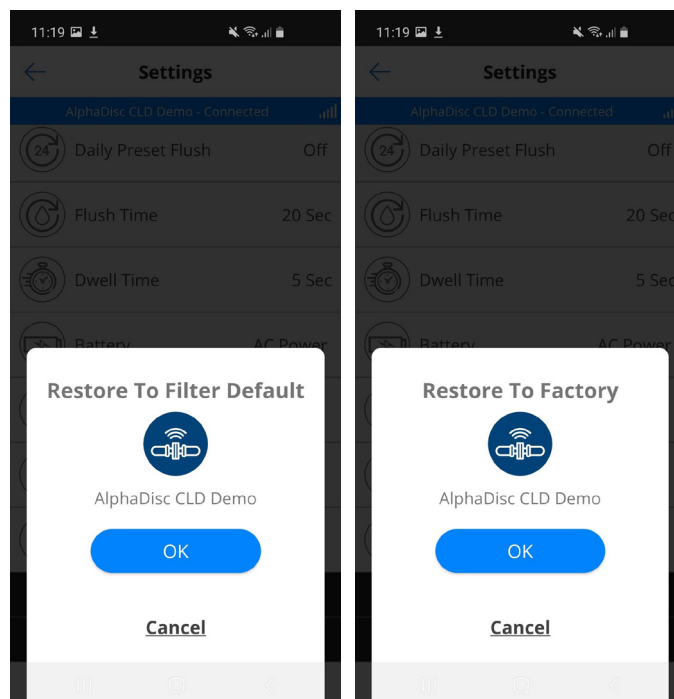 11:19
Settings
AlphaDisc CLD Demo - Connected
24 Daily Preset Flush Off
Flush Time 20 Sec
Dwell Time 5 Sec
Battery AC Power
Restore To Filter Default
AlphaDisc CLD Demo
OK
Cancel
11:19
Settings
AlphaDisc CLD Demo - Connected
24 Daily Preset Flush Off
Flush Time 20 Sec
Dwell Time 5 Sec
Battery AC Power
Restore To Factory
AlphaDisc CLD Demo
OK
Cancel